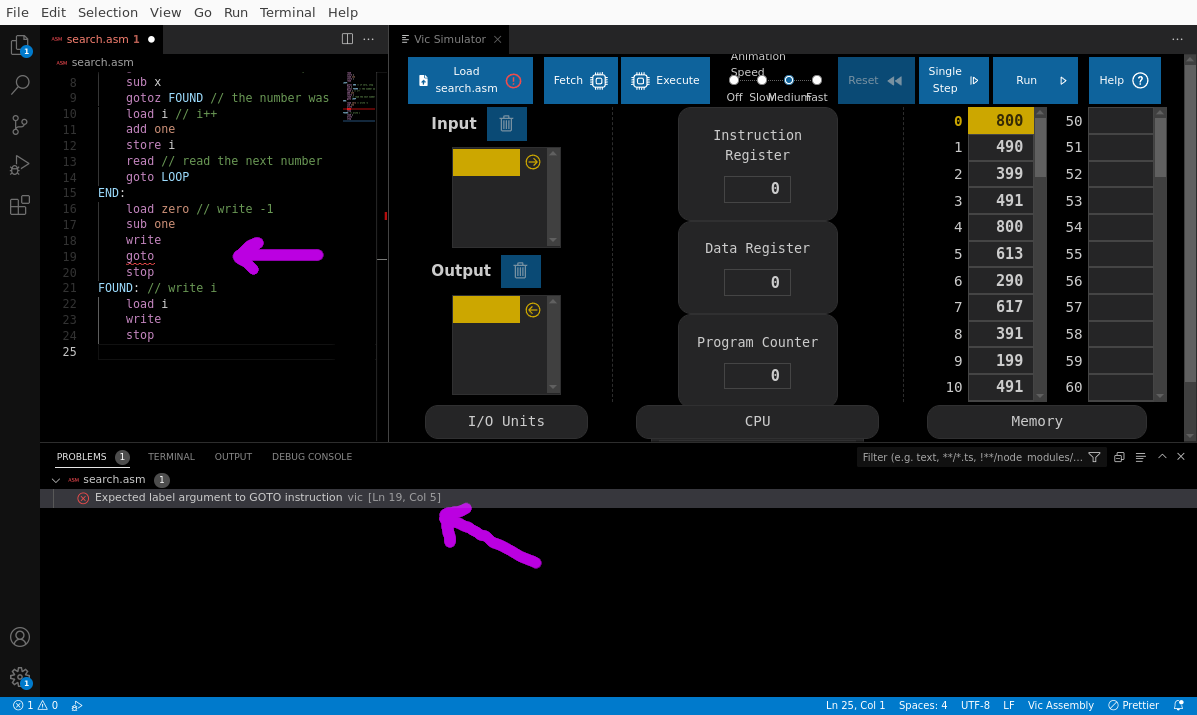 File Edit Selection View Go Run Terminal Help
ASM search.asm 1
Vic Simulator
ASM search.asm
8 sub x
9 gotoz FOUND // the number was
10 load i // i++
11 add one
12 store i
13 read // read the next number
14 goto LOOP
15 END:
16 load zero // write -1
17 sub one
18 write
19 goto
20 stop
21 FOUND: // write i
22 load i
23 write
24 stop
25
Load search.asm
Fetch
Execute
Animation
Speed
Off Slow Medium Fast
Reset
Single Step
Run
Help
Input
Output
I/O Units
Instruction
Register
0
Data Register
0
Program Counter
0
CPU
0 800 50
1 490 51
2 399 52
3 491 53
4 800 54
5 613 55
6 290 56
7 617 57
8 391 58
9 199 59
10 491 60
Memory
PROBLEMS 1 TERMINAL OUTPUT DEBUG CONSOLE
Filter (e.g. text, **/*.ts, !**/node_modules/...
ASM search.asm 1
Expected label argument to GOTO instruction vic [Ln 19, Col 5]
1
1
1 0
Ln 25, Col 1 Spaces: 4 UTF-8 LF Vic Assembly Prettier